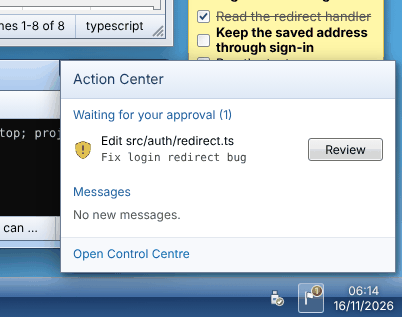 nes 1-8 of 8
typescript
Read the redirect handler
Keep the saved address
through sign-in
Action Center
Waiting for your approval (1)
Edit src/auth/redirect.ts
Fix login redirect bug
Review
Messages
No new messages.
Open Control Centre
top; proj
can ...
1
06:14
16/11/2026